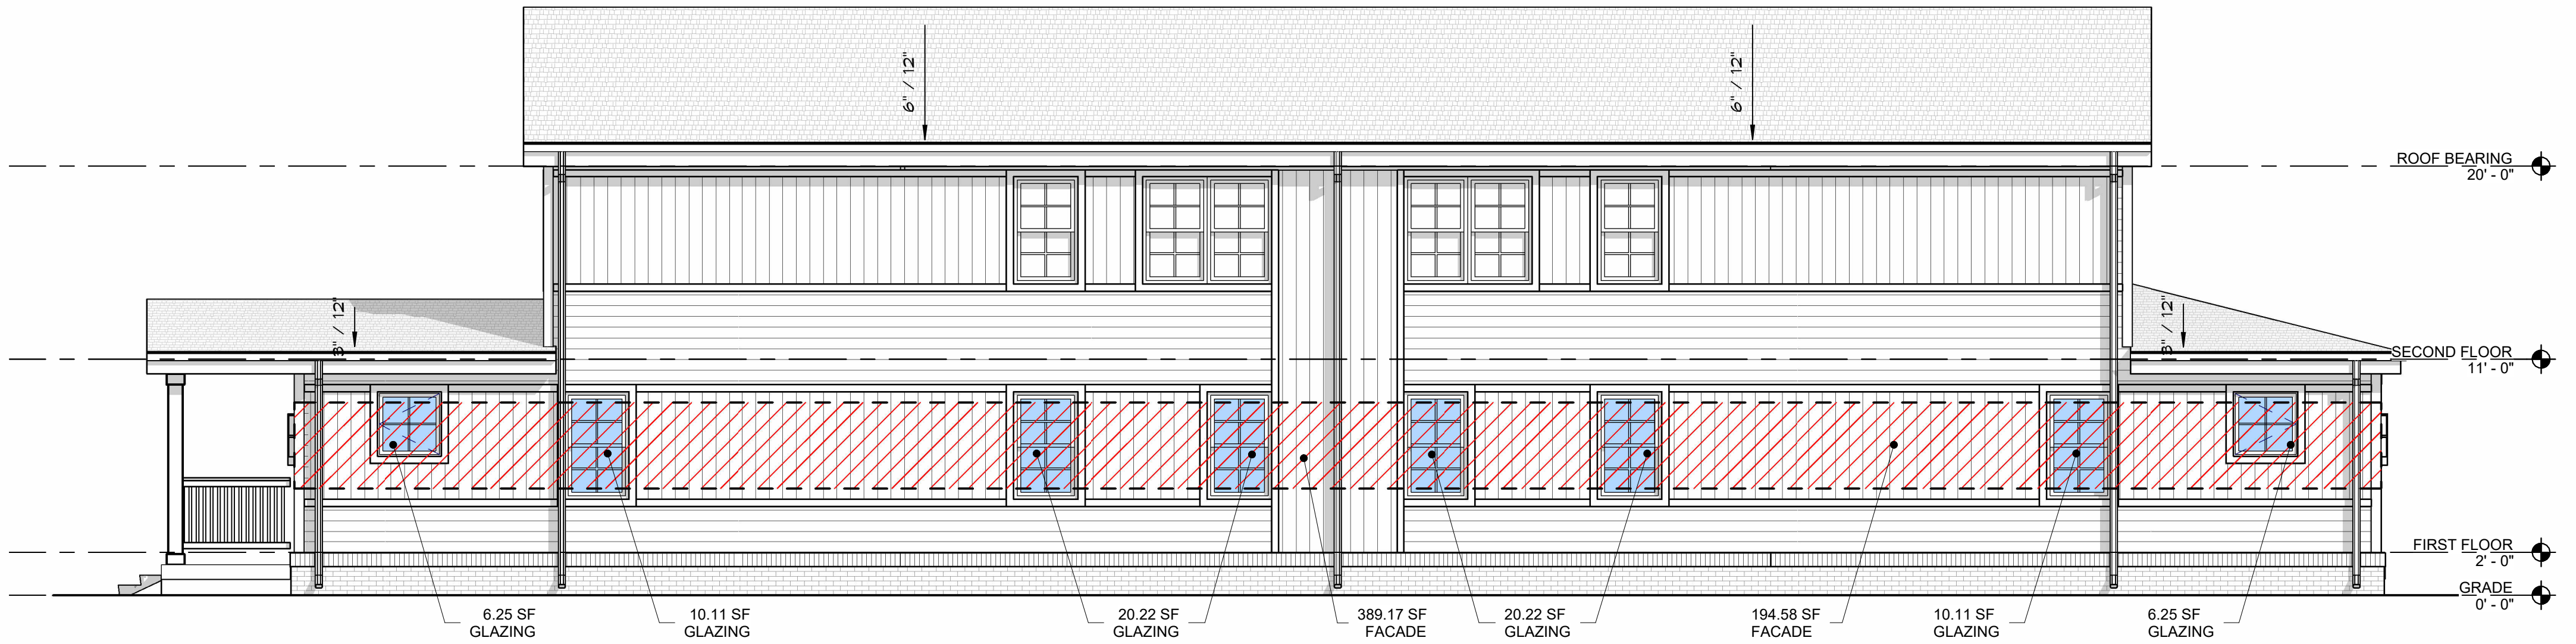 6" / 12"
6" / 12"
ROOF BEARING
20' - 0"
3" / 12"
3" / 12"
SECOND FLOOR
11' - 0"
FIRST FLOOR
2' - 0"
GRADE
0' - 0"
6.25 SF
GLAZING
10.11 SF
GLAZING
20.22 SF
GLAZING
389.17 SF
FACADE
20.22 SF
GLAZING
194.58 SF
FACADE
10.11 SF
GLAZING
6.25 SF
GLAZING